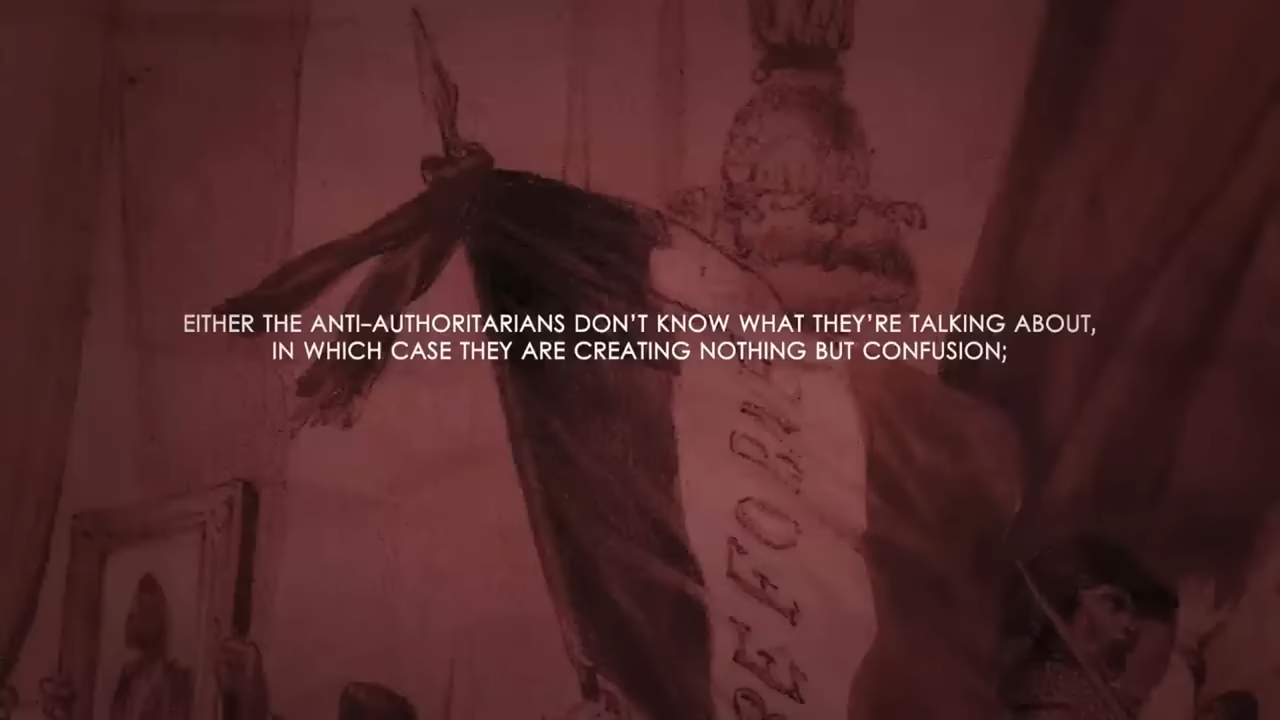 EITHER THE ANTI–AUTHORITARIANS DON'T KNOW WHAT THEY'RE TALKING ABOUT,
IN WHICH CASE THEY ARE CREATING NOTHING BUT CONFUSION;